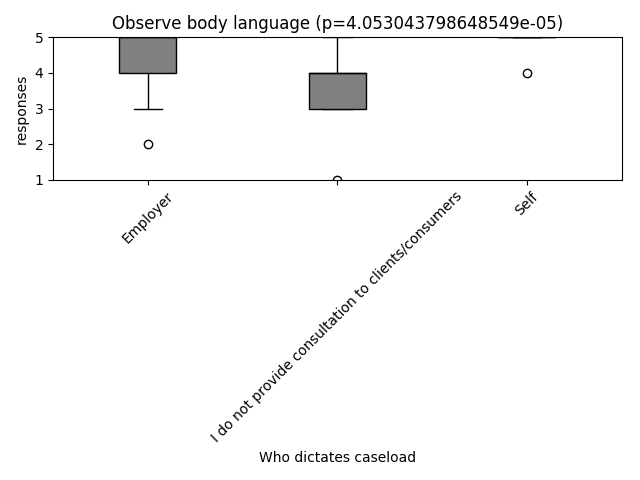 Observe body language (p=4.053043798648549e-05)
responses
5
4
3
2
1
Employer
I do not provide consultation to clients/consumers
Self
Who dictates caseload